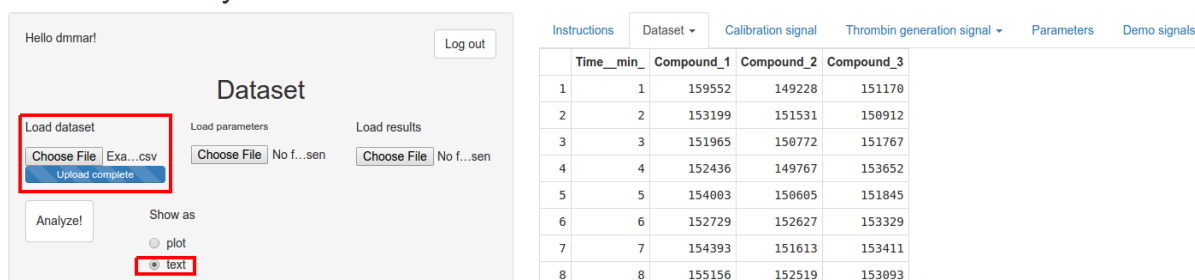 Hello dmmar!
Log out
Dataset
Load dataset
Load parameters
Load results
Choose File Exa...csv
Choose File No f...sen
Choose File No f...sen
Upload complete
Analyze!
Show as
plot
text
Instructions Dataset Calibration signal Thrombin generation signal Parameters Demo signals
Time__min_ Compound_1 Compound_2 Compound_3
1 1 159552 149228 151170
2 2 153199 151531 150912
3 3 151965 150772 151767
4 4 152436 149767 153652
5 5 154003 150605 151845
6 6 152729 152627 153329
7 7 154393 151613 153411
8 8 155156 152519 153093